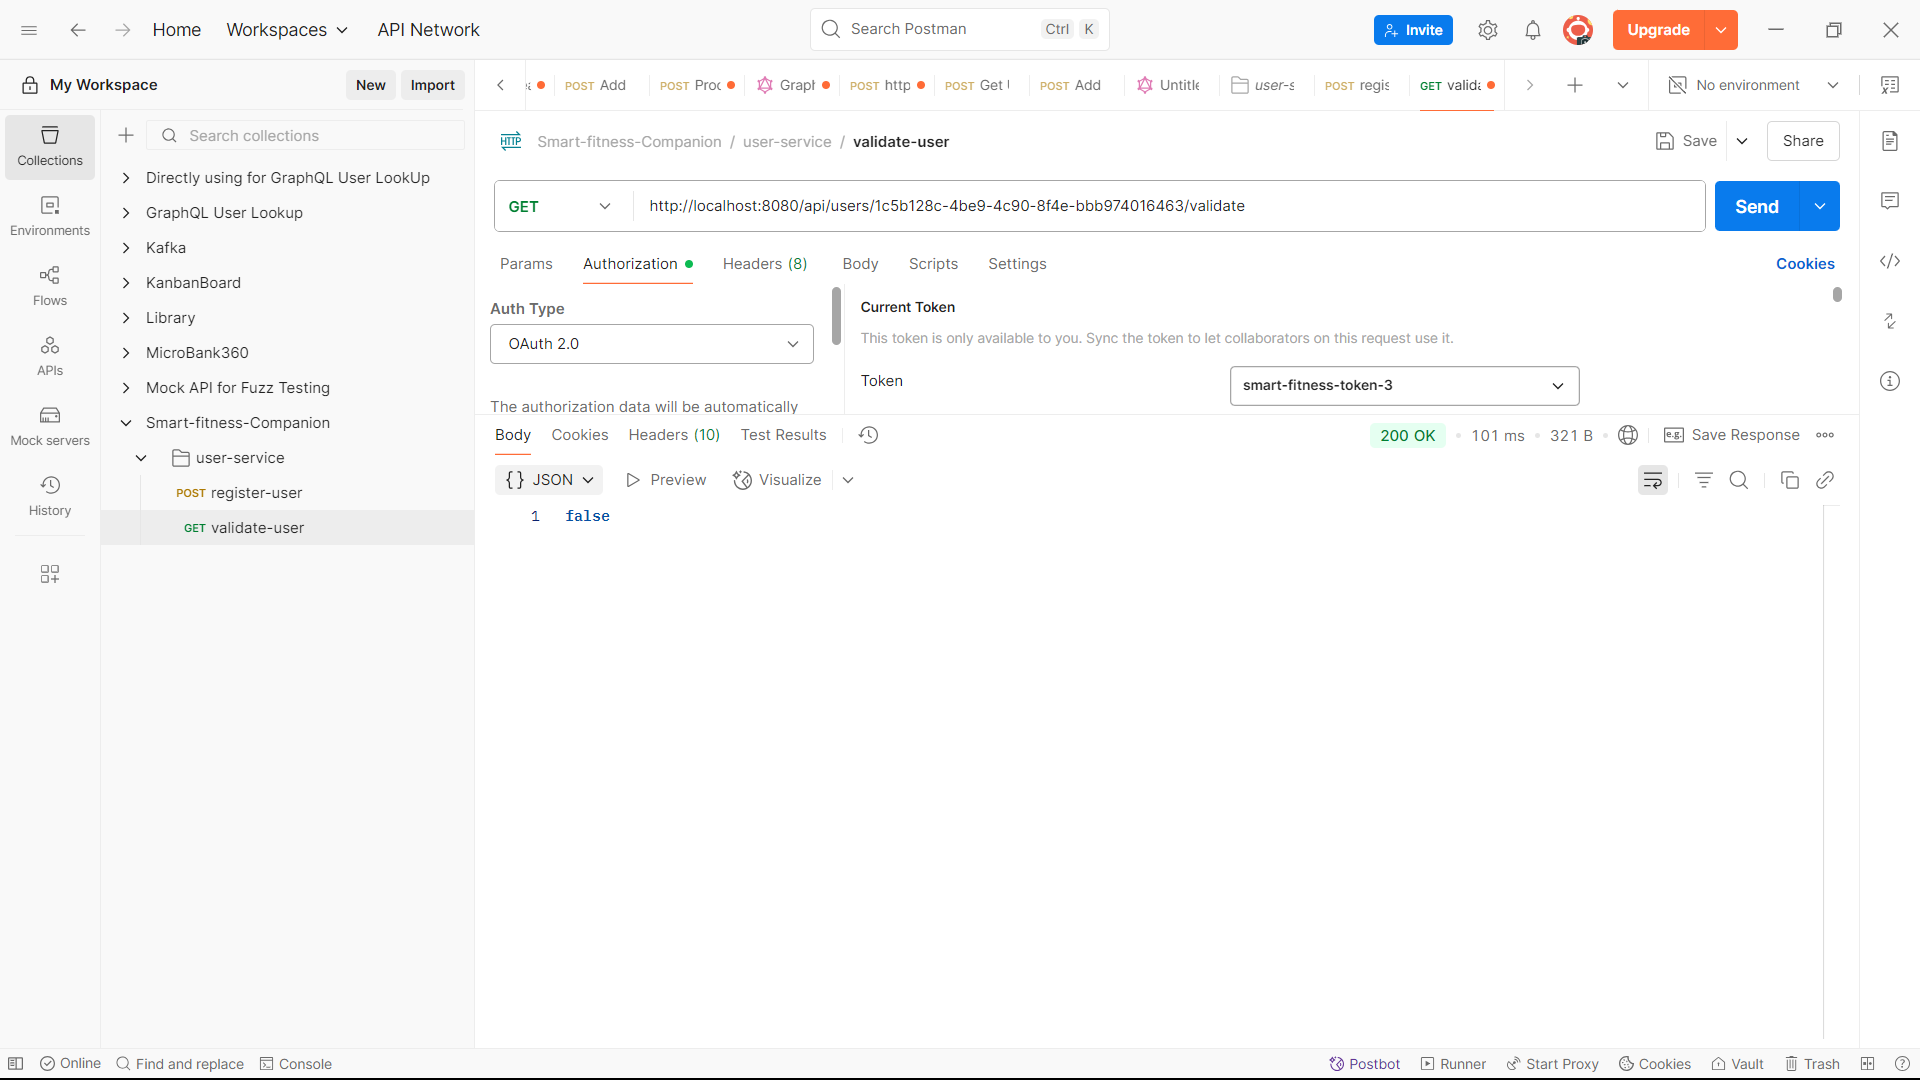 Home
Workspaces
API Network
Search Postman
Ctrl K
Invite
Upgrade
My Workspace
New
Import
POST Add
POST Proc
Graph
POST http
POST Get
POST Add
Untitle
user-s
POST regis
GET valida
No environment
Collections
Environments
Flows
APIs
Mock servers
History
Search collections
Directly using for GraphQL User LookUp
GraphQL User Lookup
Kafka
KanbanBoard
Library
MicroBank360
Mock API for Fuzz Testing
Smart-fitness-Companion
user-service
POST register-user
GET validate-user
HTTP Smart-fitness-Companion / user-service / validate-user
Save
Share
GET http://localhost:8080/api/users/1c5b128c-4be9-4c90-8f4e-bbb974016463/validate
Send
Params Authorization Headers (8) Body Scripts Settings
Cookies
Auth Type
OAuth 2.0
The authorization data will be automatically
Current Token
This token is only available to you. Sync the token to let collaborators on this request use it.
Token
smart-fitness-token-3
Body Cookies Headers (10) Test Results
200 OK 101 ms 321 B
e.g. Save Response
{} JSON Preview Visualize
1 false
Online Find and replace Console
Postbot Runner Start Proxy Cookies Vault Trash